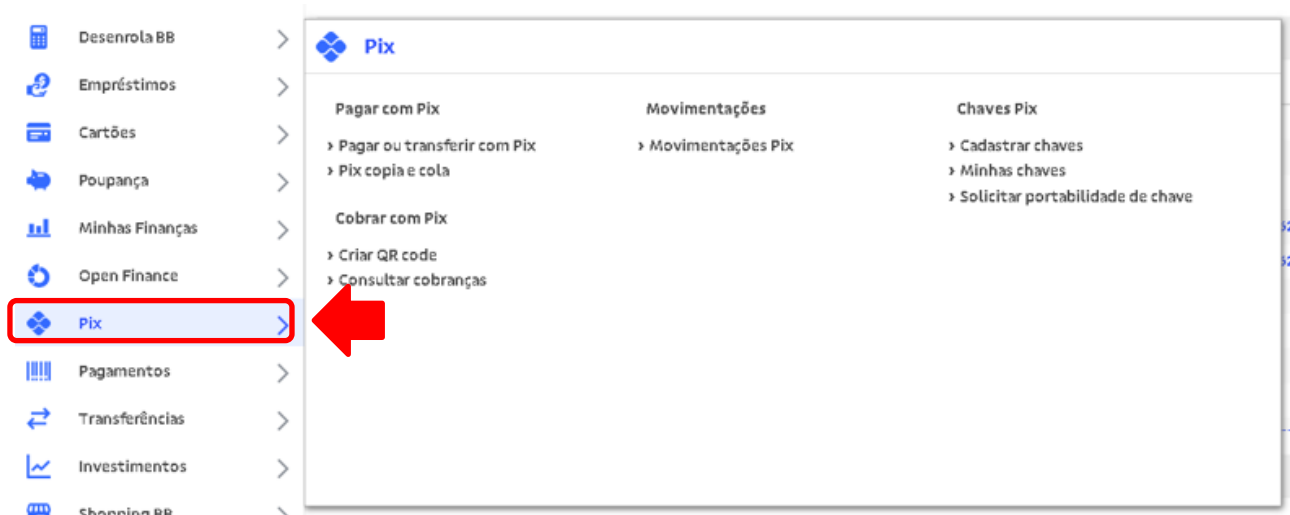 Desenrola BB
Empréstimos
Cartões
Poupança
Minhas Finanças
Open Finance
Pix
Pagamentos
Transferências
Investimentos
Shopping BB
Pix
Pagar com Pix
› Pagar ou transferir com Pix
› Pix copia e cola
Cobrar com Pix
› Criar QR code
› Consultar cobranças
Movimentações
› Movimentações Pix
Chaves Pix
› Cadastrar chaves
› Minhas chaves
› Solicitar portabilidade de chave